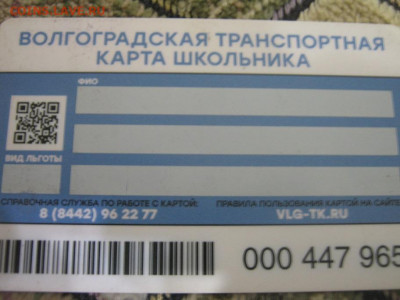 ВОЛГОГРАДСКАЯ ТРАНСПОРТНАЯ
КАРТА ШКОЛЬНИКА
ФИО
ВИД ЛЬГОТЫ
СПРАВОЧНАЯ СЛУЖБА ПО РАБОТЕ С КАРТОЙ:
8 (8442) 96 22 77
ПРАВИЛА ПОЛЬЗОВАНИЯ КАРТОЙ НА САЙТЕ
VLG-TK.RU
000 447 965